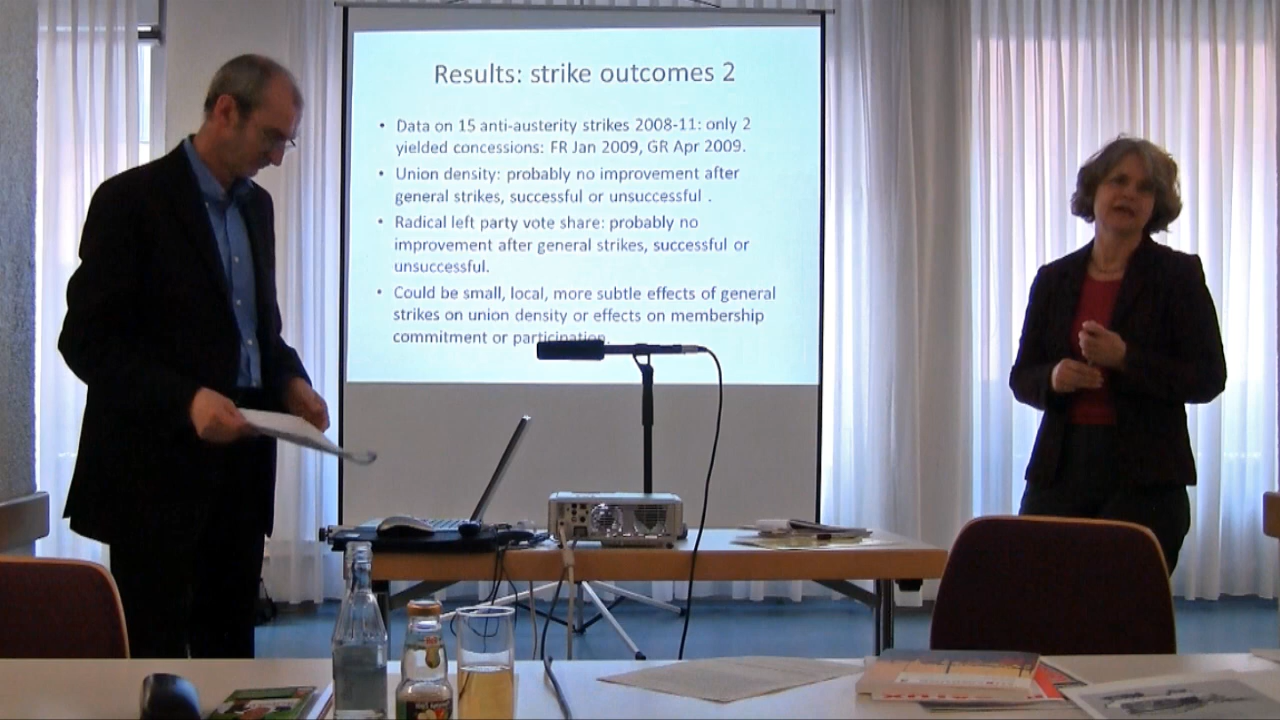 Results: strike outcomes 2
• Data on 15 anti-austerity strikes 2008-11: only 2
yielded concessions: FR Jan 2009, GR Apr 2009.
• Union density: probably no improvement after
general strikes, successful or unsuccessful .
• Radical left party vote share: probably no
improvement after general strikes, successful or
unsuccessful.
• Could be small, local, more subtle effects of general
strikes on union density or effects on membership
commitment or participation.